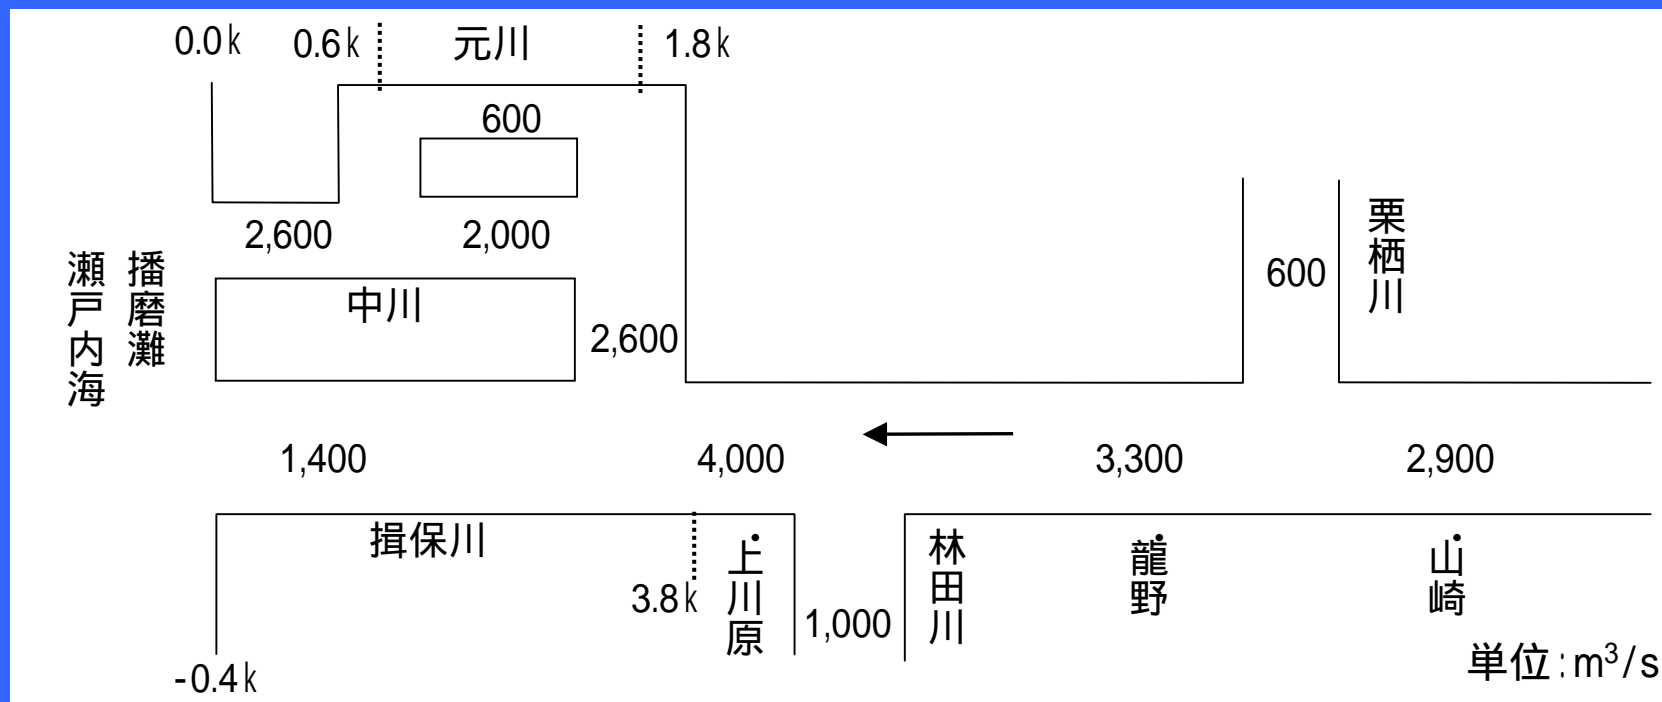 0.0k
0.6k
元川
1.8k
600
2,600
2,000
瀬戸内海
播磨灘
中川
2,600
600
栗栖川
1,400
4,000
3,300
2,900
揖保川
3.8k
上川原
1,000
林田川
龍野
山崎
-0.4k
単位:m³/s